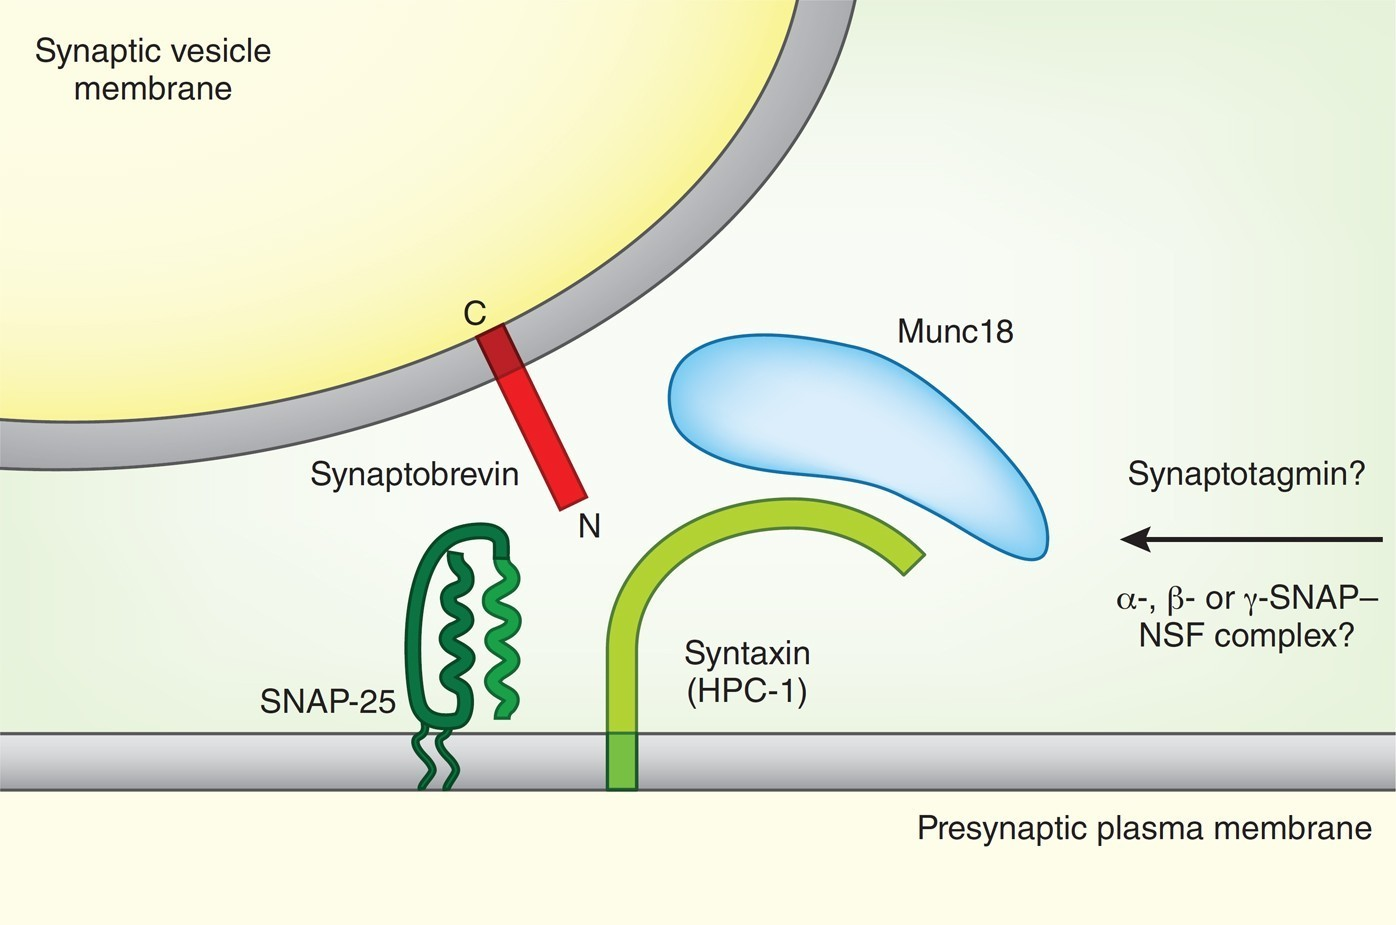 Synaptic vesicle
membrane
C
Munc18
Synaptobrevin
N
Synaptotagmin?
α-, β- or γ-SNAP–
NSF complex?
Syntaxin
(HPC-1)
SNAP-25
Presynaptic plasma membrane